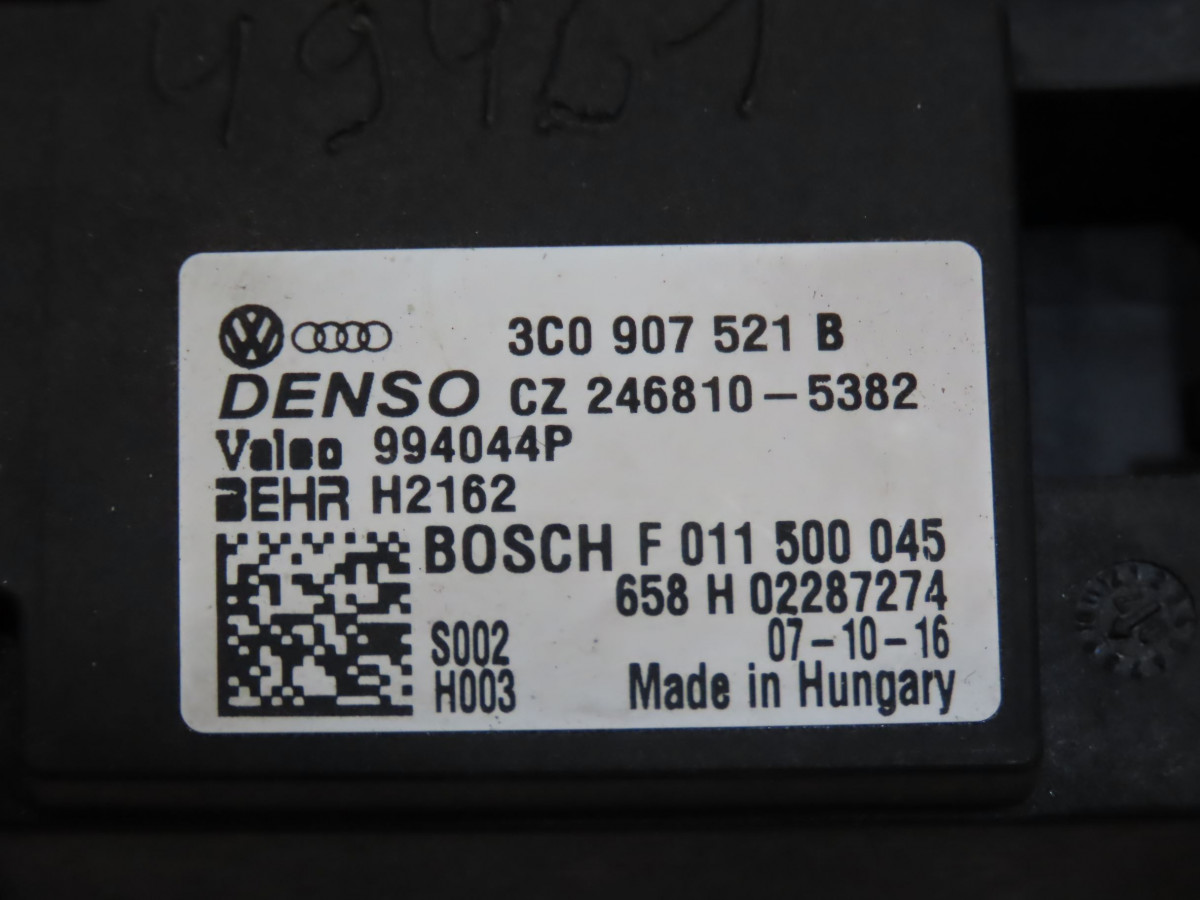 49461
3C0 907 521 B
DENSO CZ 246810-5382
Valeo 994044P
BEHR H2162
BOSCH F 011 500 045
658 H 02287274
S002 07-10-16
H003 Made in Hungary